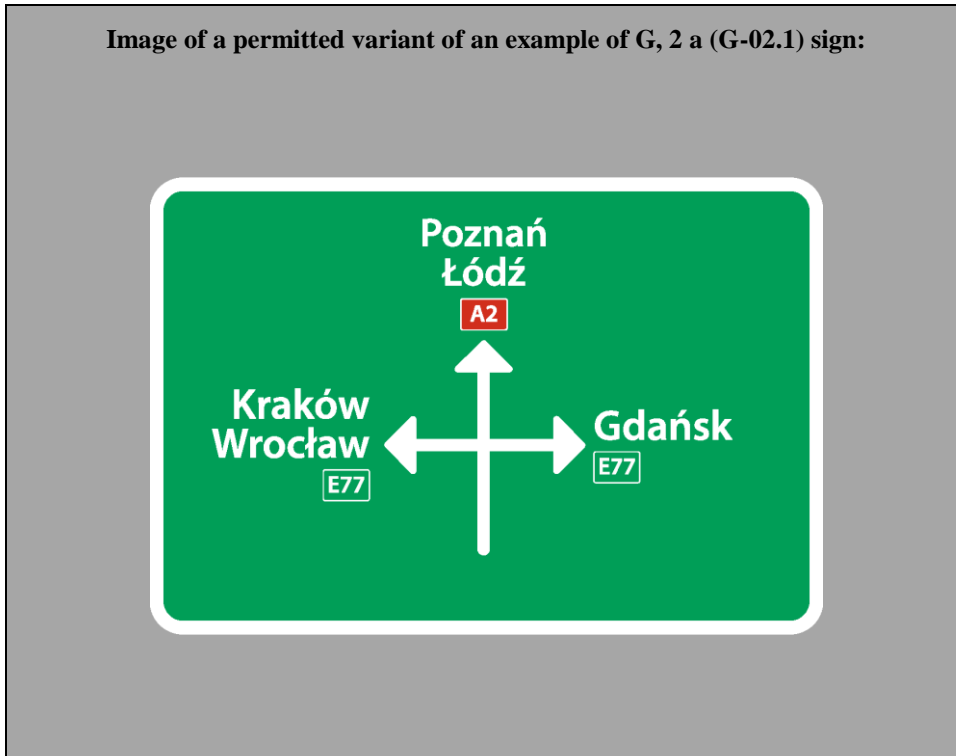 Image of a permitted variant of an example of G, 2 a (G-02.1) sign:
Poznań
Łódź
A2
Kraków
Wrocław
E77
Gdańsk
E77